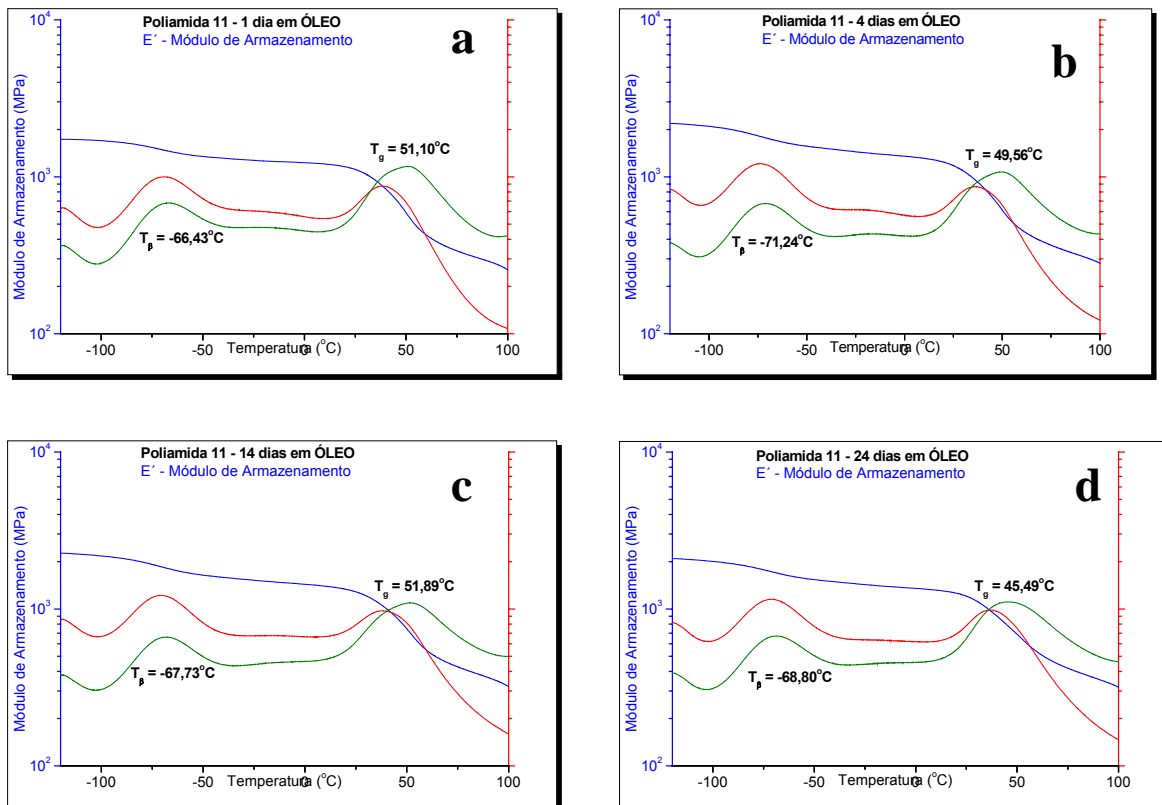 Poliamida 11 - 1 dia em ÓLEO
E´ - Módulo de Armazenamento
a
Módulo de Armazenamento (MPa)
10⁴
10³
10²
T_g = 51,10°C
T_β = -66,43°C
-100 -50 0 50 100
Temperatura (°C)
Poliamida 11 - 4 dias em ÓLEO
E´ - Módulo de Armazenamento
b
Módulo de Armazenamento (MPa)
10⁴
10³
10²
T_g = 49,56°C
T_β = -71,24°C
-100 -50 0 50 100
Temperatura (°C)
Poliamida 11 - 14 dias em ÓLEO
E´ - Módulo de Armazenamento
c
Módulo de Armazenamento (MPa)
10⁴
10³
10²
T_g = 51,89°C
T_β = -67,73°C
-100 -50 0 50 100
Temperatura (°C)
Poliamida 11 - 24 dias em ÓLEO
E´ - Módulo de Armazenamento
d
Módulo de Armazenamento (MPa)
10⁴
10³
10²
T_g = 45,49°C
T_β = -68,80°C
-100 -50 0 50 100
Temperatura (°C)